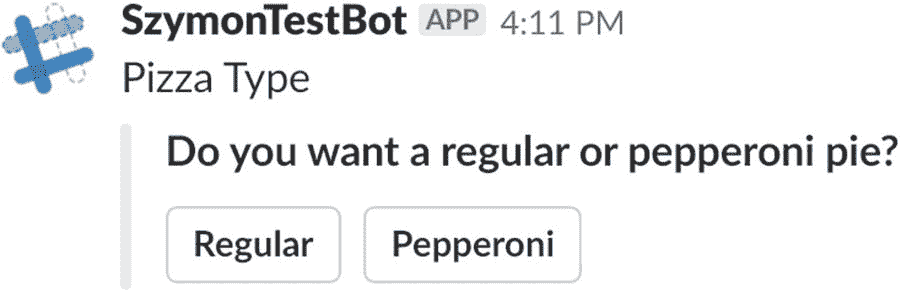 SzymonTestBot APP 4:11 PM
Pizza Type
Do you want a regular or pepperoni pie?
Regular Pepperoni